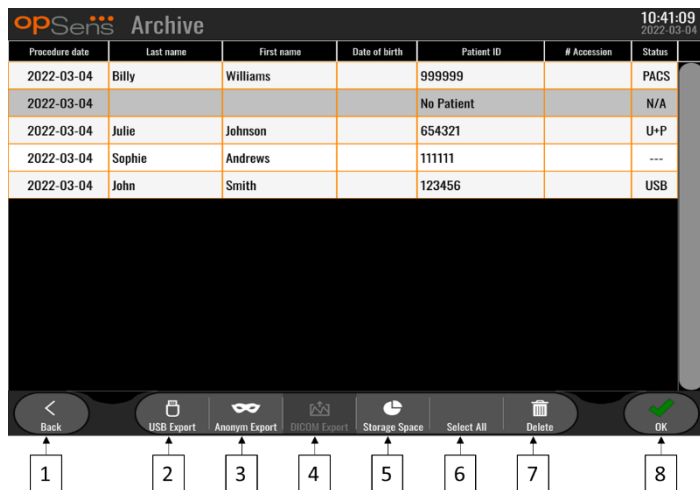 opSens Archive 10:41:09
2022-03-04
Procedure date Last name First name Date of birth Patient ID # Accession Status
2022-03-04 Billy Williams 999999 PACS
2022-03-04 No Patient N/A
2022-03-04 Julie Johnson 654321 U+P
2022-03-04 Sophie Andrews 111111 ---
2022-03-04 John Smith 123456 USB
Back USB Export Anonym Export DICOM Export Storage Space Select All Delete OK
1 2 3 4 5 6 7 8